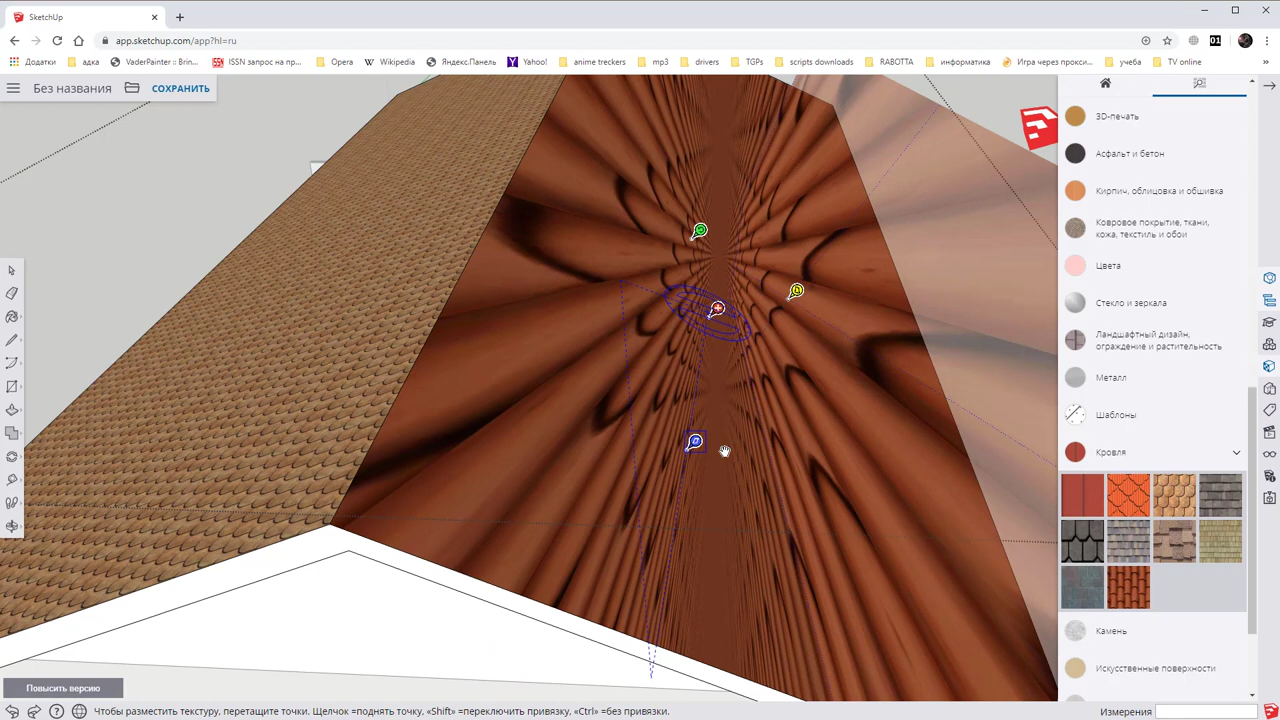 SketchUp
app.sketchup.com/app?hl=ru
01
Додатки
адка
VaderPainter :: Brin...
ISSN запрос на пр...
Opera
Wikipedia
Яндекс.Панель
Yahoo!
anime treckers
mp3
drivers
TGPs
scripts downloads
RABOTTA
информатика
Игра через прокси...
учеба
TV online
»
Без названия
СОХРАНИТЬ
3D-печать
Асфальт и бетон
Кирпич, облицовка и обшивка
Ковровое покрытие, ткани,
кожа, текстиль и обои
Цвета
Стекло и зеркала
Ландшафтный дизайн,
ограждение и растительность
Металл
Шаблоны
Кровля
Камень
Искусственные поверхности
Повысить версию
Чтобы разместить текстуру, перетащите точки. Щелчок =поднять точку, «Shift» =переключить привязку, «Ctrl» =без привязки.
Измерения